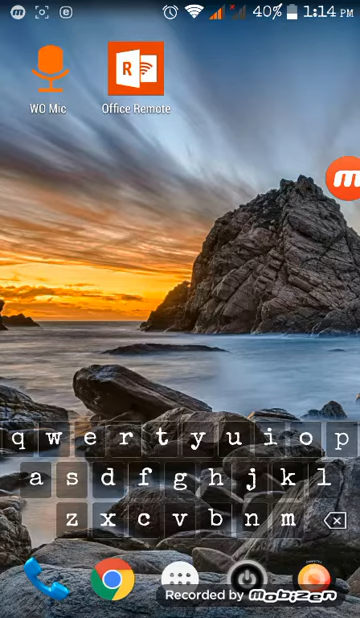 40% 1:14 PM
R
WO Mic Office Remote
m
q w e r t y u i o p
a s d f g h j k l
z x c v b n m
Recorded by Mobizen